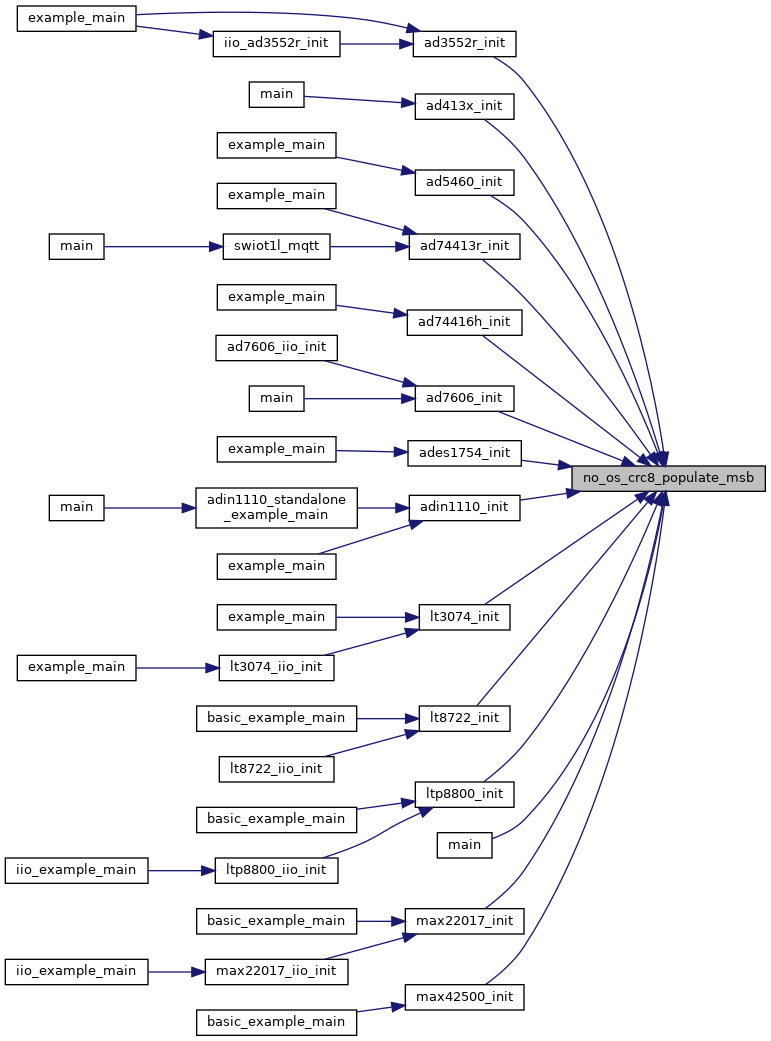 example_main
iio_ad3552r_init
ad3552r_init
main
ad413x_init
example_main
ad5460_init
example_main
main
swiot1l_mqtt
ad74413r_init
example_main
ad74416h_init
ad7606_iio_init
main
ad7606_init
example_main
ades1754_init
no_os_crc8_populate_msb
main
adin1110_standalone
_example_main
adin1110_init
example_main
example_main
lt3074_init
example_main
lt3074_iio_init
basic_example_main
lt8722_init
lt8722_iio_init
ltp8800_init
basic_example_main
main
iio_example_main
ltp8800_iio_init
basic_example_main
max22017_init
iio_example_main
max22017_iio_init
max42500_init
basic_example_main